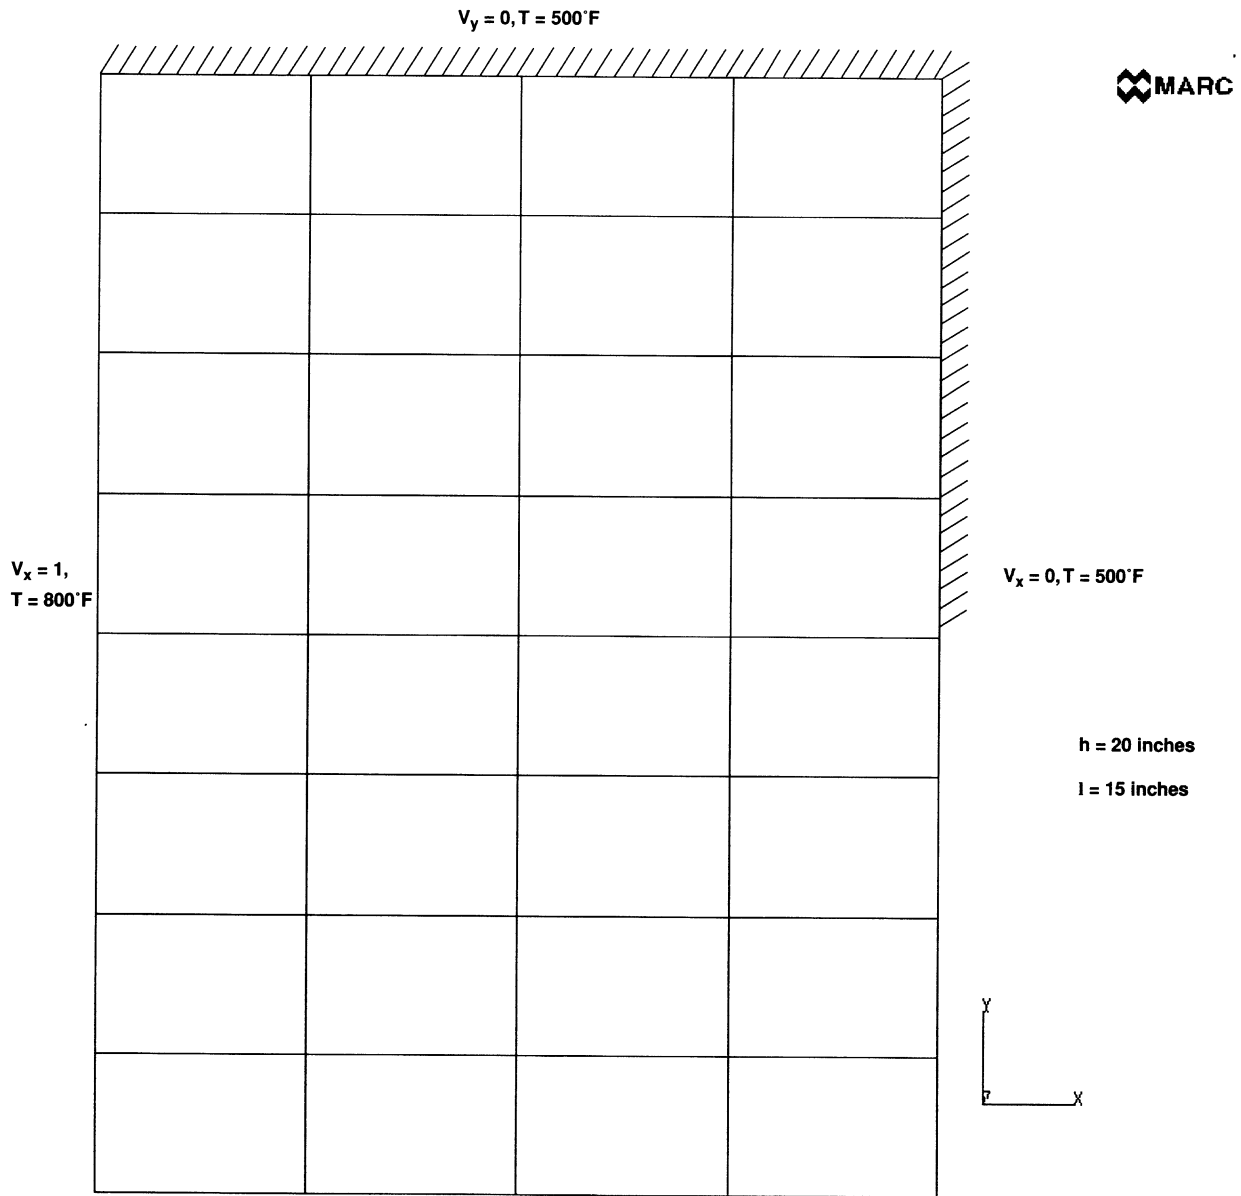 Vy = 0, T = 500°F
MARC
Vx = 1,
T = 800°F
Vx = 0, T = 500°F
h = 20 inches
l = 15 inches
Y
Z
X